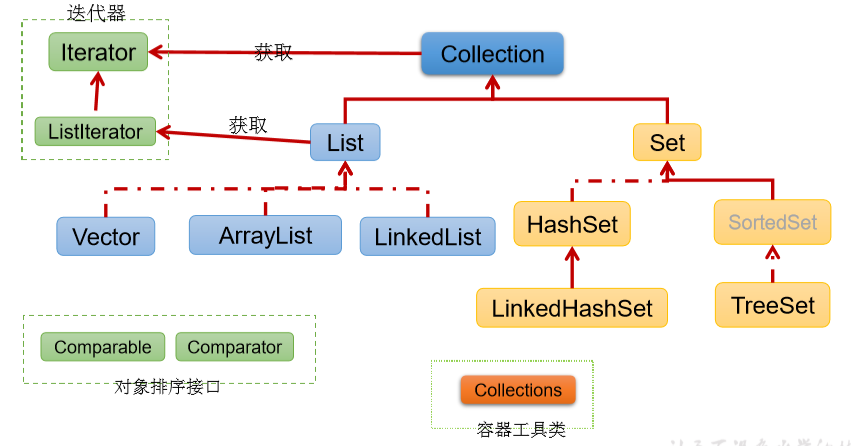 迭代器
Iterator
获取
Collection
ListIterator
获取
List
Set
Vector
ArrayList
LinkedList
HashSet
SortedSet
LinkedHashSet
TreeSet
Comparable
Comparator
对象排序接口
Collections
容器工具类